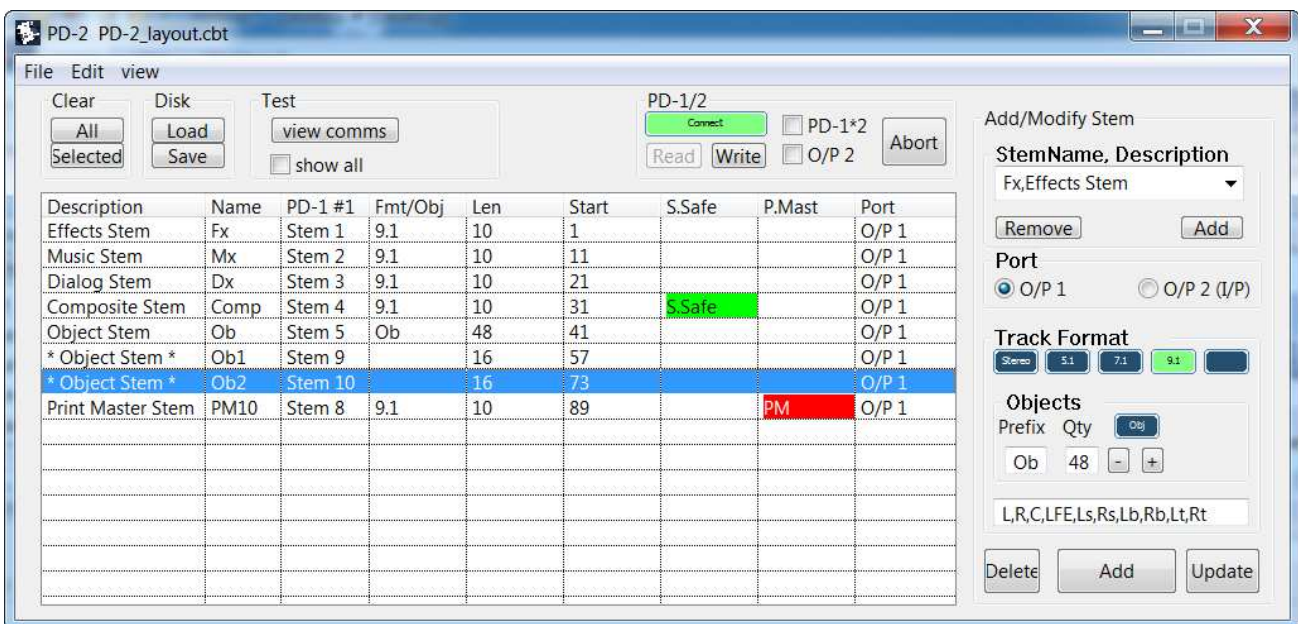 PD-2 PD-2_layout.cbt
File Edit view
Clear Disk Test PD-1/2
All Load view comms Connect PD-1*2 Abort
Selected Save show all Read Write O/P 2
Add/Modify Stem
StemName, Description
Fx,Effects Stem
Remove Add
Port
O/P 1 O/P 2 (I/P)
Track Format
Stereo 5.1 7.1 9.1
Objects
Prefix Qty Obj
Ob 48 - +
L,R,C,LFE,Ls,Rs,Lb,Rb,Lt,Rt
Delete Add Update
Description Name PD-1 #1 Fmt/Obj Len Start S.Safe P.Mast Port
Effects Stem Fx Stem 1 9.1 10 1 O/P 1
Music Stem Mx Stem 2 9.1 10 11 O/P 1
Dialog Stem Dx Stem 3 9.1 10 21 O/P 1
Composite Stem Comp Stem 4 9.1 10 31 S.Safe O/P 1
Object Stem Ob Stem 5 Ob 48 41 O/P 1
* Object Stem * Ob1 Stem 9 16 57 O/P 1
* Object Stem * Ob2 Stem 10 16 73 O/P 1
Print Master Stem PM10 Stem 8 9.1 10 89 PM O/P 1